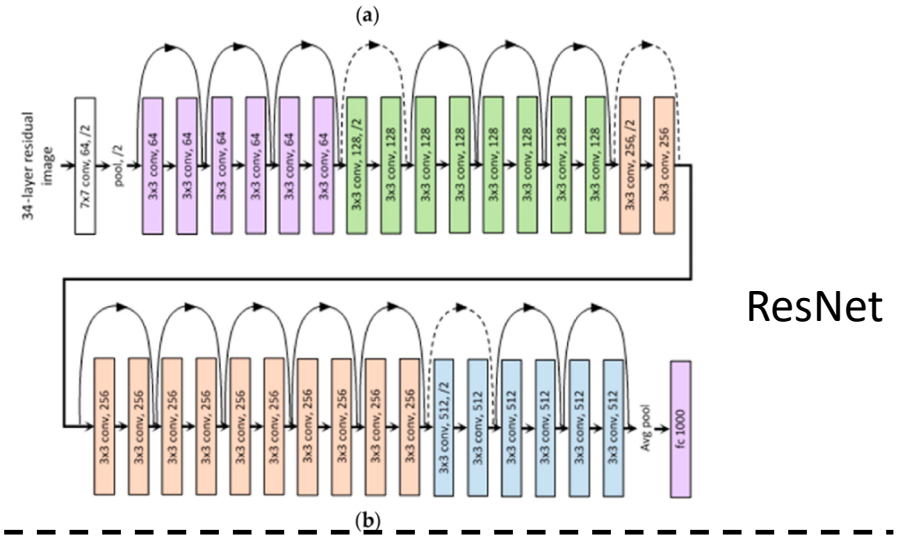 (a)
34-layer residual
image
7x7 conv, 64, /2
pool, /2
3x3 conv, 64
3x3 conv, 64
3x3 conv, 64
3x3 conv, 64
3x3 conv, 64
3x3 conv, 64
3x3 conv, 128, /2
3x3 conv, 128
3x3 conv, 128
3x3 conv, 128
3x3 conv, 128
3x3 conv, 128
3x3 conv, 128
3x3 conv, 128
3x3 conv, 256, /2
3x3 conv, 256
ResNet
3x3 conv, 256
3x3 conv, 256
3x3 conv, 256
3x3 conv, 256
3x3 conv, 256
3x3 conv, 256
3x3 conv, 256
3x3 conv, 256
3x3 conv, 256
3x3 conv, 256
3x3 conv, 512, /2
3x3 conv, 512
3x3 conv, 512
3x3 conv, 512
3x3 conv, 512
3x3 conv, 512
Avg pool
fc 1000
(b)